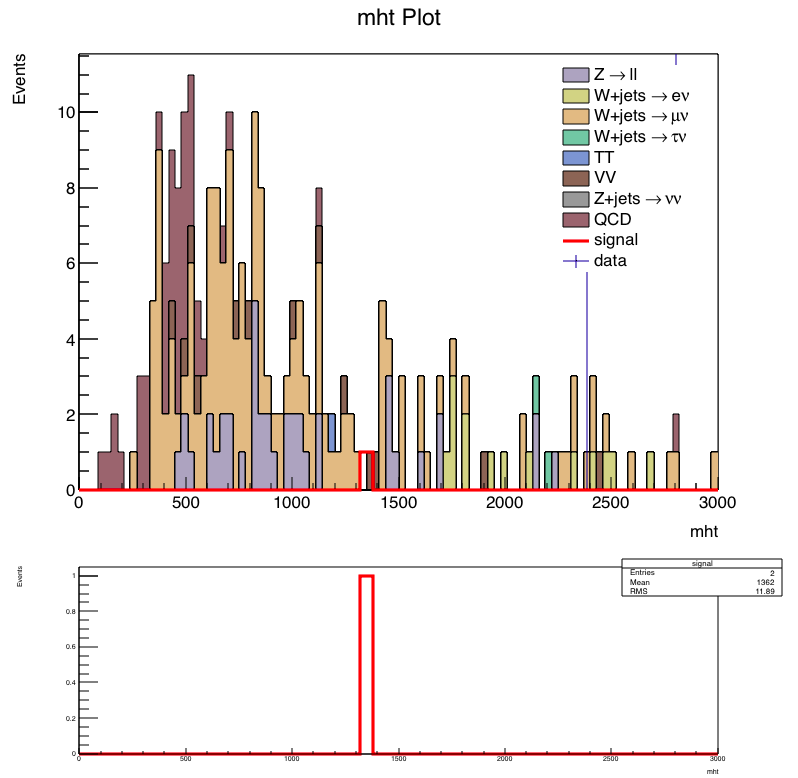 mht Plot
Events
10
8
6
4
2
0
Z → ll
W+jets → eν
W+jets → μν
W+jets → τν
TT
VV
Z+jets → νν
QCD
signal
data
0 500 1000 1500 2000 2500 3000
mht
Events
1
0.8
0.6
0.4
0.2
0
signal
Entries 2
Mean 1362
RMS 11.89
0 500 1000 1500 2000 2500 3000
mht